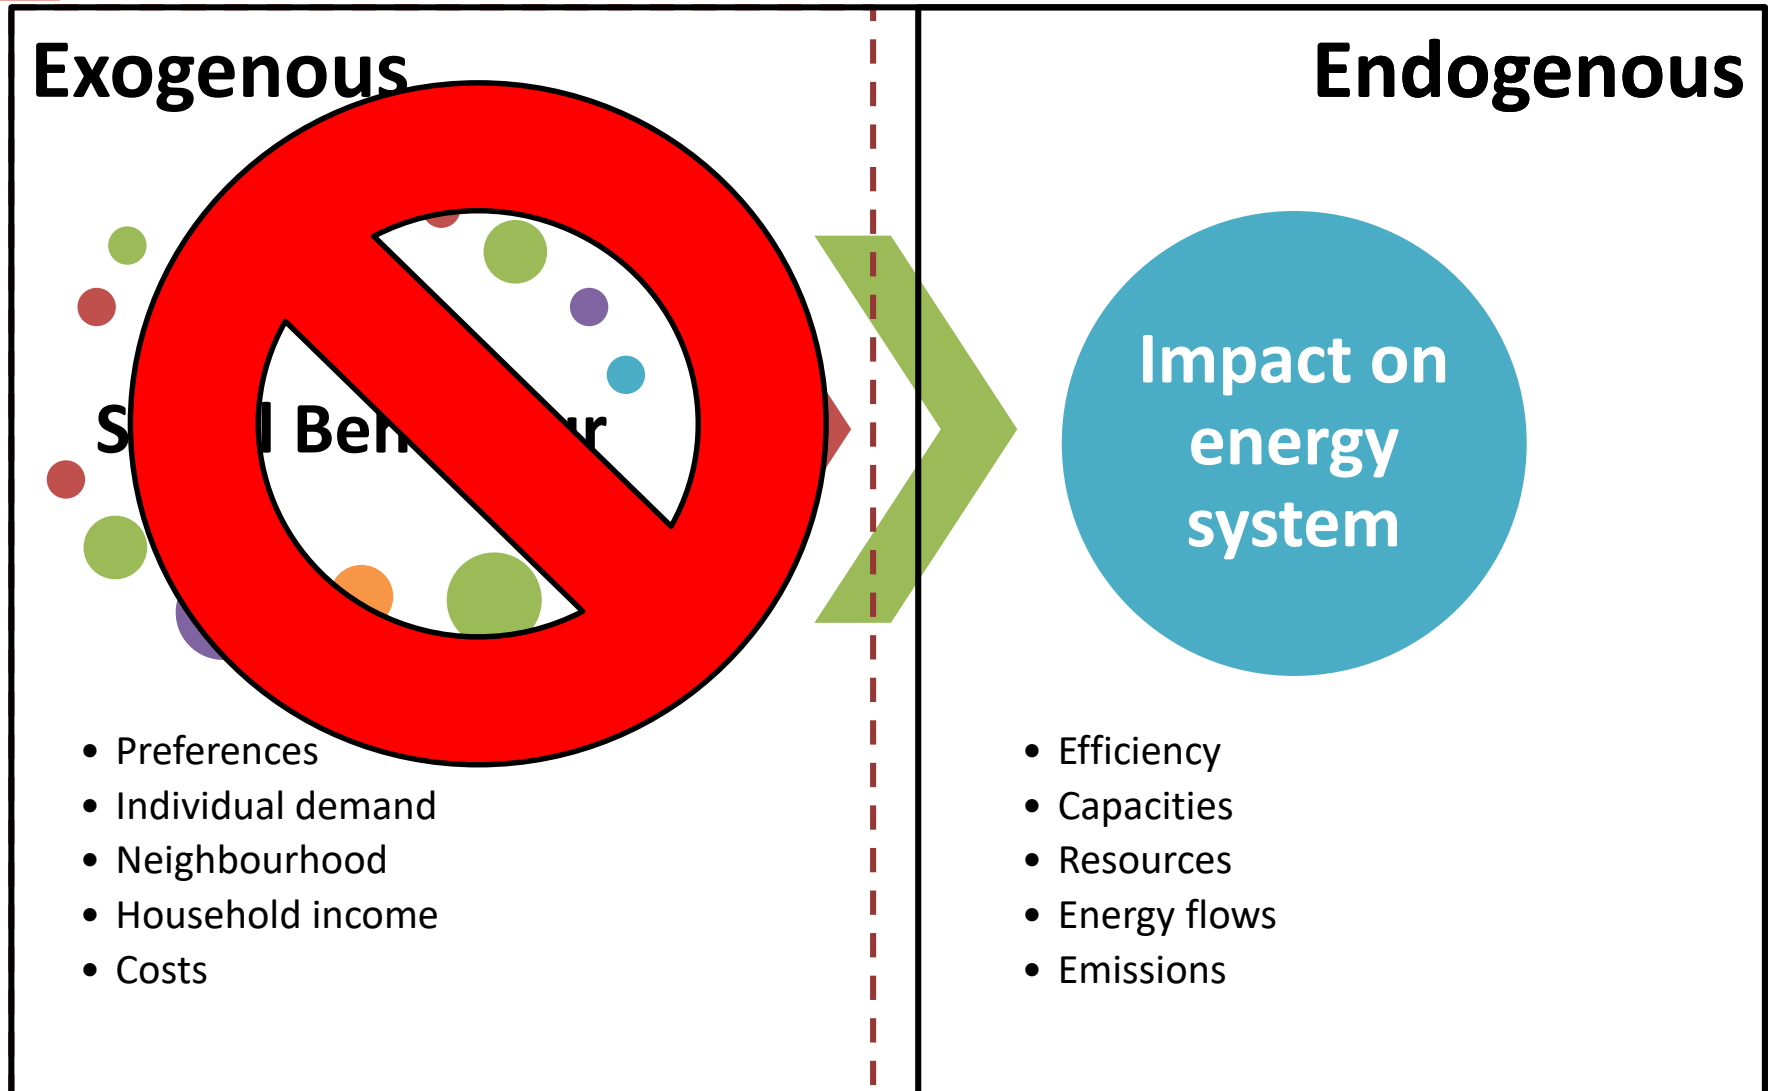 Exogenous
Endogenous
Impact on
energy
system
• Preferences
• Individual demand
• Neighbourhood
• Household income
• Costs
• Efficiency
• Capacities
• Resources
• Energy flows
• Emissions